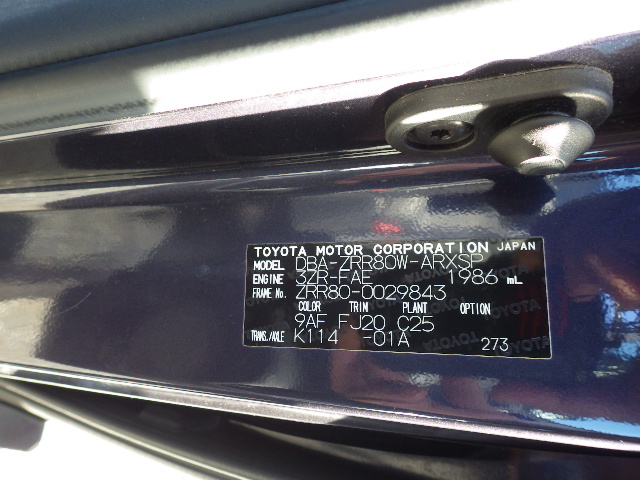 TOYOTA MOTOR CORPORATION JAPAN
MODEL DBA-ZRR80W-ARXSP
ENGINE 3ZR-FAE 1986 mL
FRAME No. ZRR80-0029843
COLOR TRIM PLANT OPTION
9AF FJ20 C25
TRANS./AXLE K114 -01A 273